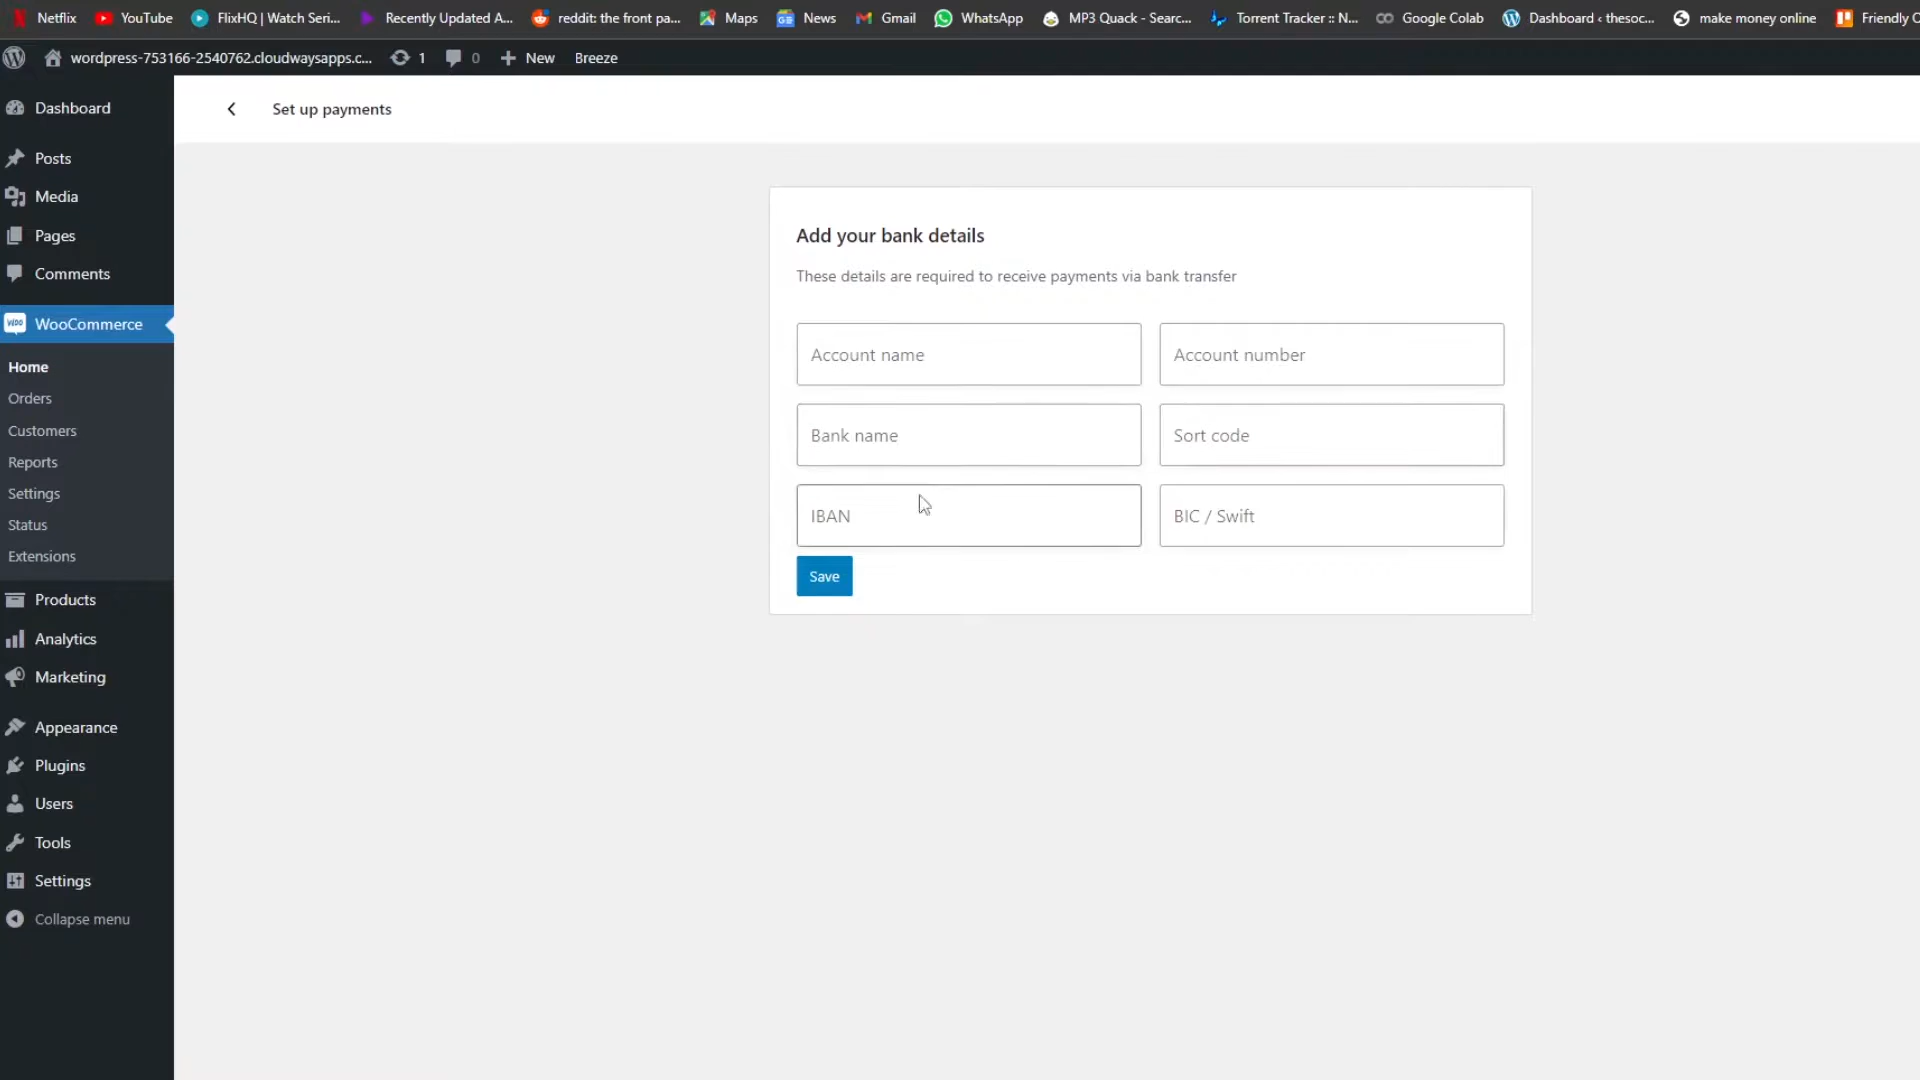 Netflix YouTube FlixHQ | Watch Seri... Recently Updated A... reddit: the front pa... Maps News Gmail WhatsApp MP3 Quack - Searc... Torrent Tracker :: N... Google Colab Dashboard ‹ thesoc... make money online Friendly
wordpress-753166-2540762.cloudwaysapps.c... 1 0 New Breeze
Dashboard
Posts
Media
Pages
Comments
WooCommerce
Home
Orders
Customers
Reports
Settings
Status
Extensions
Products
Analytics
Marketing
Appearance
Plugins
Users
Tools
Settings
Collapse menu
Set up payments
Add your bank details
These details are required to receive payments via bank transfer
Account name Account number
Bank name Sort code
IBAN BIC / Swift
Save